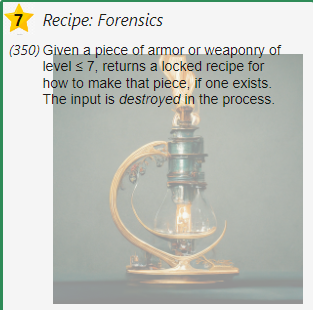 7 Recipe: Forensics
(350) Given a piece of armor or weaponry of
level ≤ 7, returns a locked recipe for
how to make that piece, if one exists.
The input is destroyed in the process.